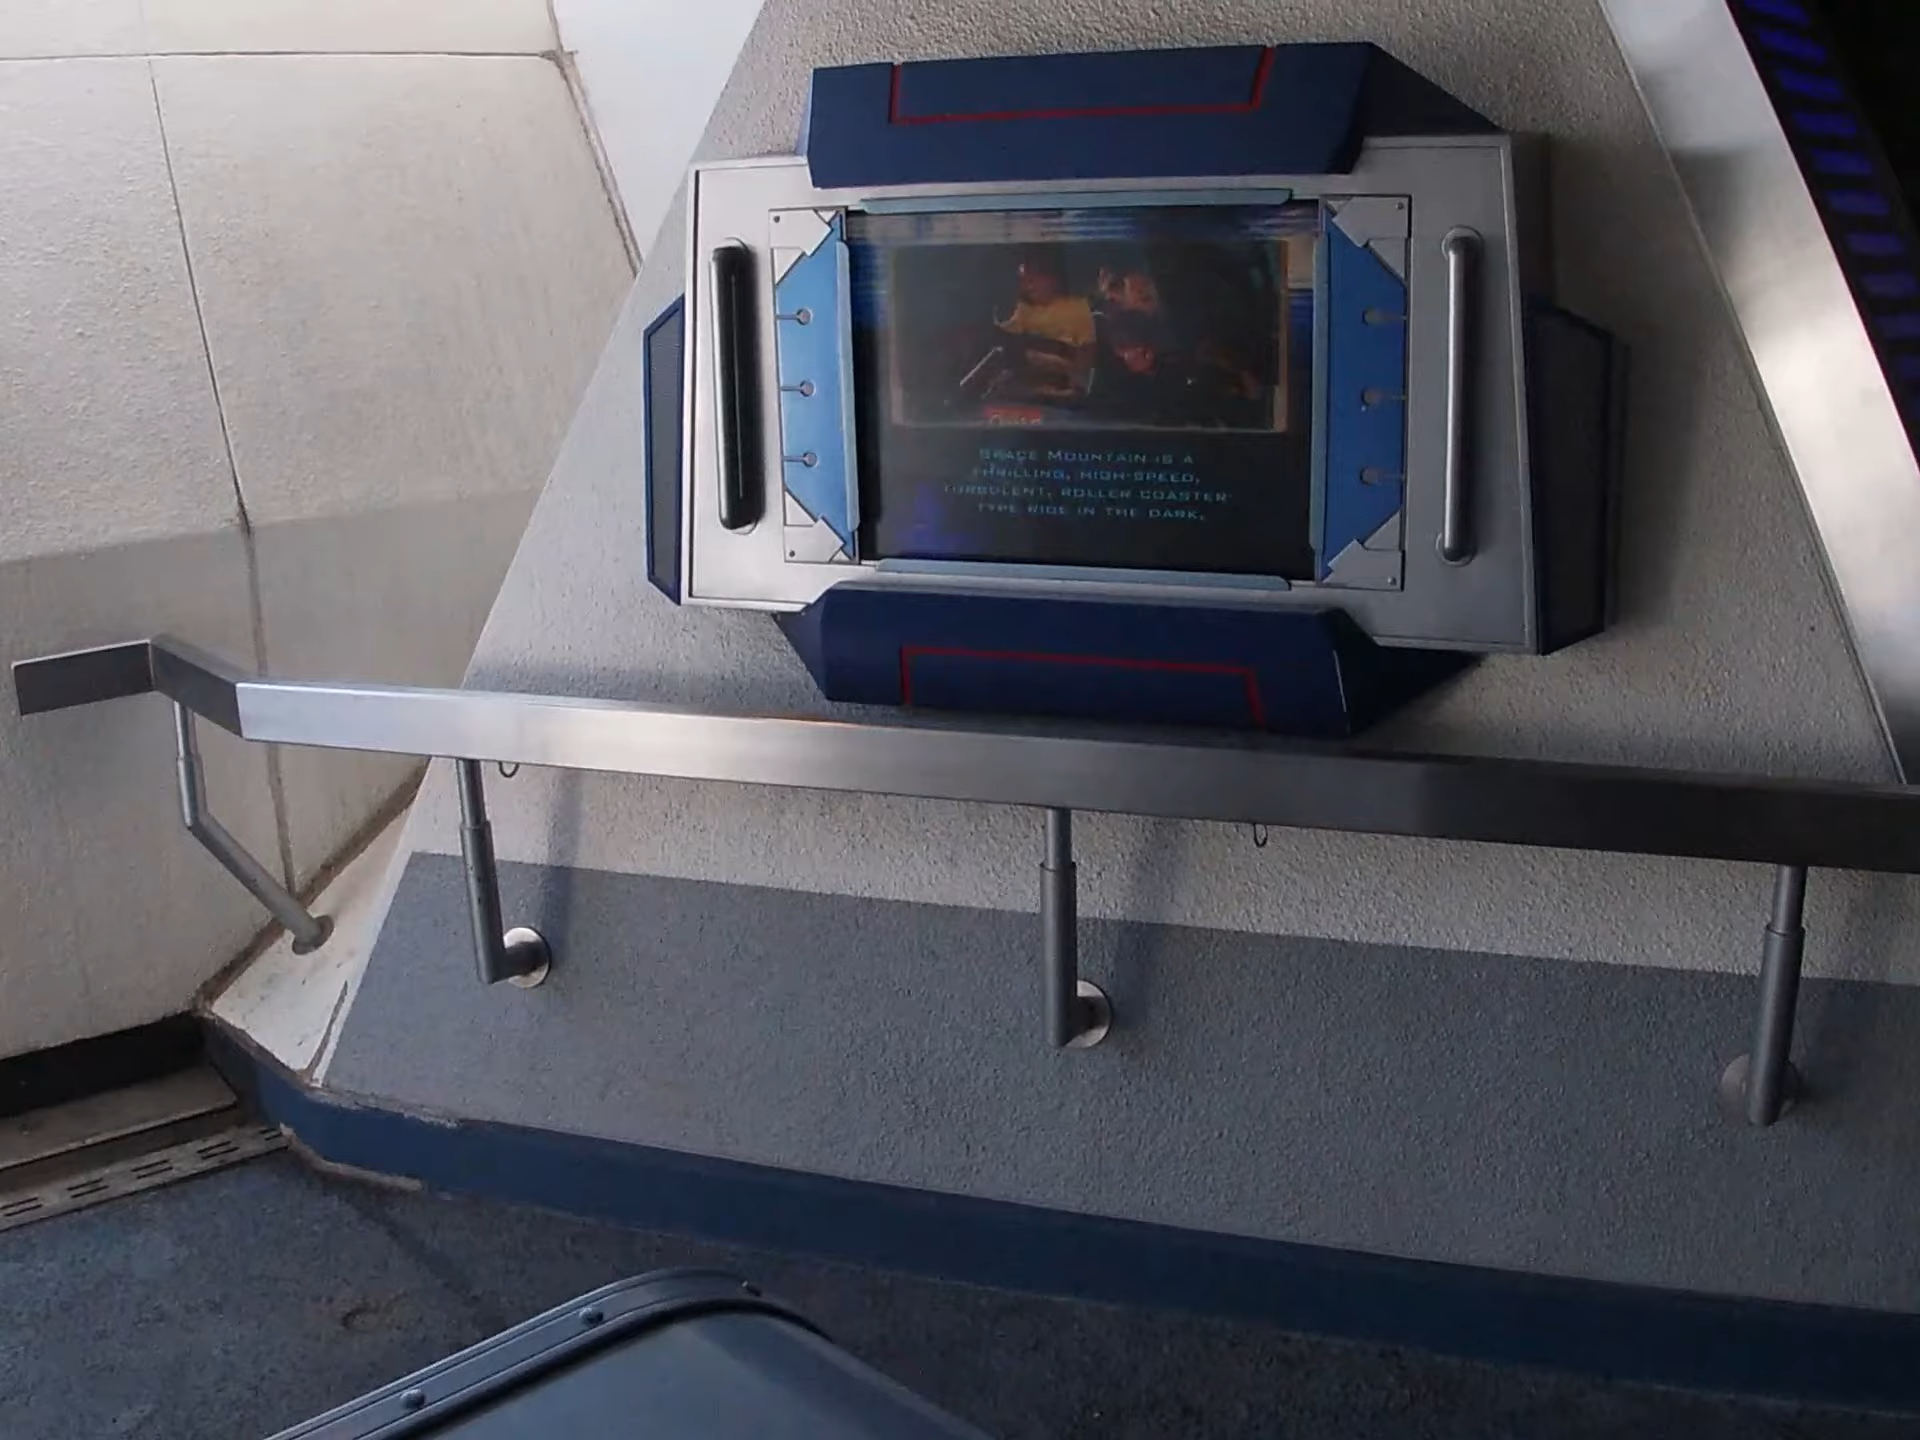 SPACE MOUNTAIN IS A
THRILLING, HIGH-SPEED,
TURBULENT, ROLLER COASTER-
TYPE RIDE IN THE DARK,